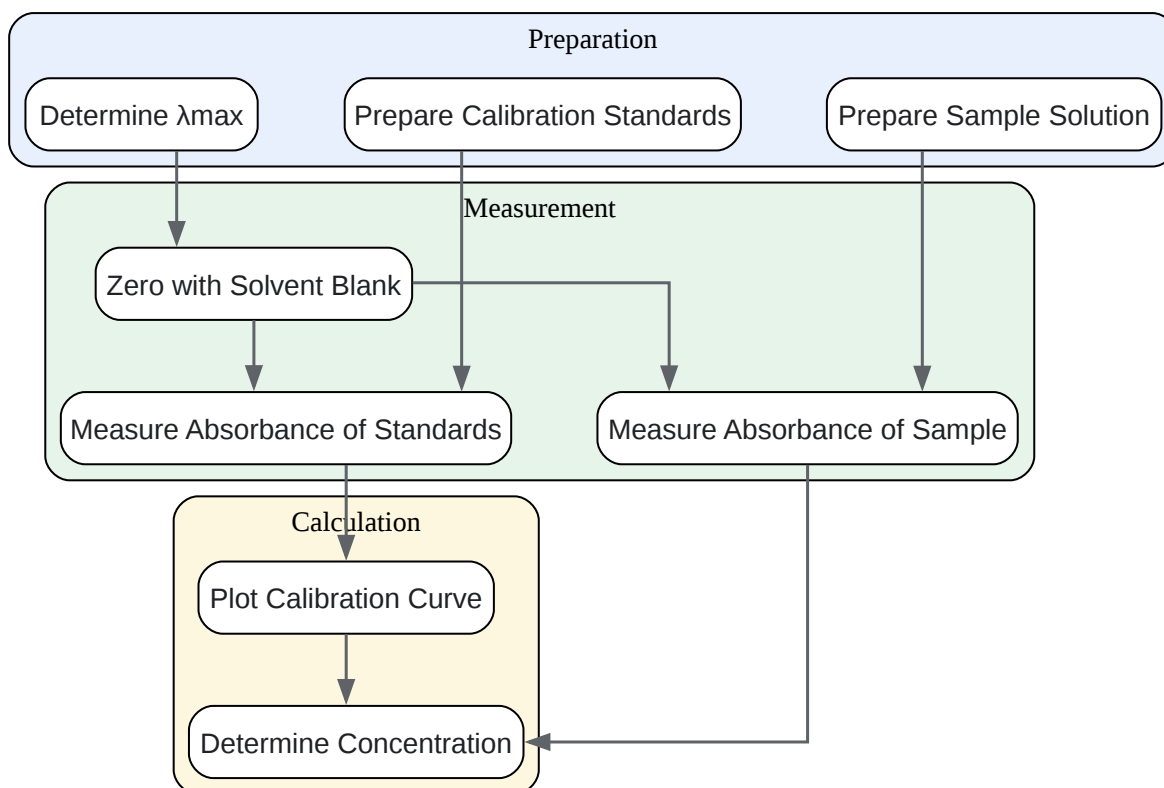 Preparation
Determine λmax
Prepare Calibration Standards
Prepare Sample Solution
Measurement
Zero with Solvent Blank
Measure Absorbance of Standards
Measure Absorbance of Sample
Calculation
Plot Calibration Curve
Determine Concentration